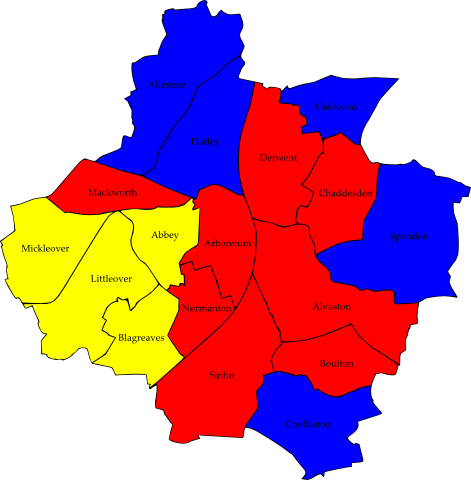 Allestree
Oakwood
Darley
Derwent
Mackworth
Chaddesden
Abbey
Spondon
Mickleover
Arboretum
Littleover
Normanton
Alvaston
Blagreaves
Boulton
Sinfin
Chellaston